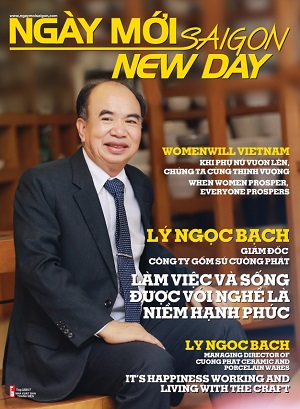 www.ngaymoisaigon.com
NGÀY MỚI SAIGON
NEW DAY
WOMENWILL VIETNAM
KHI PHỤ NỮ VƯƠN LÊN,
CHÚNG TA CÙNG THỊNH VƯỢNG
WHEN WOMEN PROSPER,
EVERYONE PROSPERS
LÝ NGỌC BẠCH
GIÁM ĐỐC
CÔNG TY GỐM SỨ CƯỜNG PHÁT
LÀM VIỆC VÀ SỐNG
ĐƯỢC VỚI NGHỀ LÀ
NIỀM HẠNH PHÚC
LY NGOC BACH
MANAGING DIRECTOR OF
CUONG PHAT CERAMIC AND
PORCELAIN WARES
IT'S HAPPINESS WORKING AND
LIVING WITH THE CRAFT